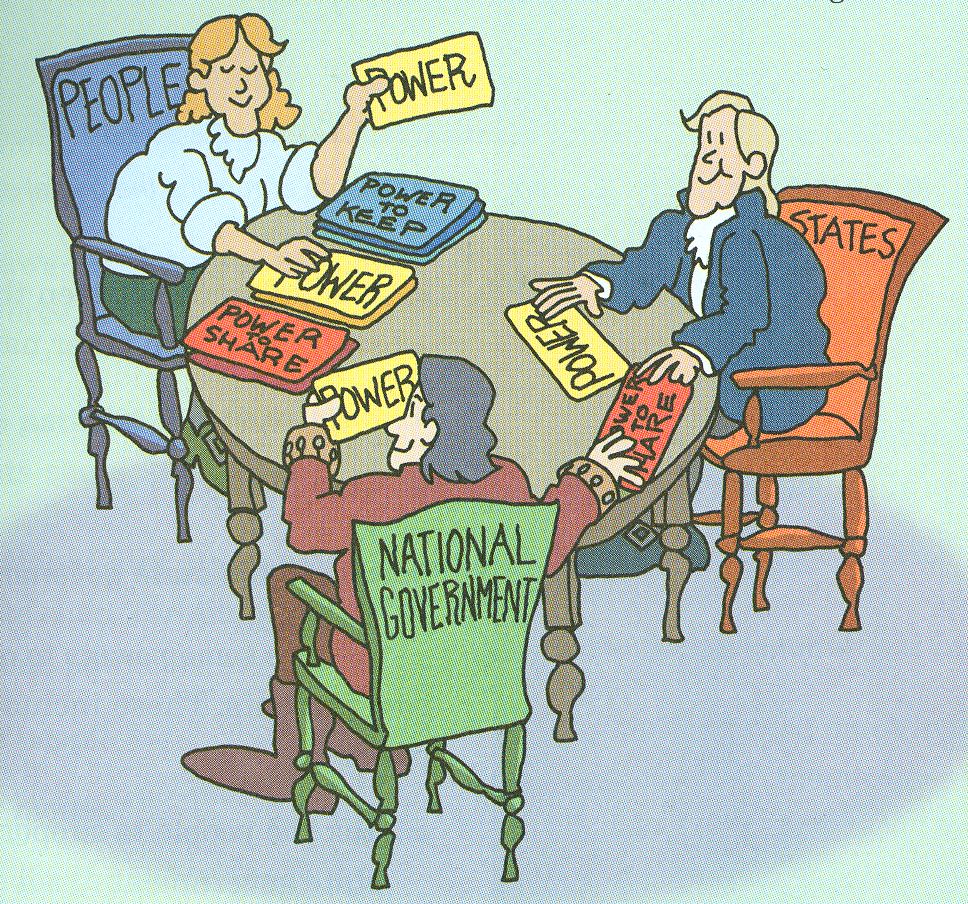 PEOPLE
POWER
POWER
TO
KEEP
POWER
POWER
TO
SHARE
POWER
STATES
POWER
POWER
TO
SHARE
NATIONAL
GOVERNMENT